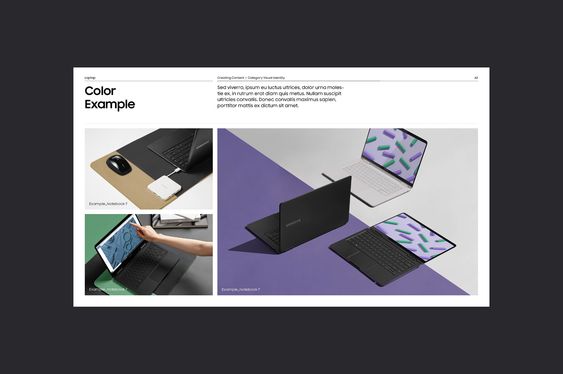 Laptop
Creating Content > Category Visual Identity
Color
Example
Sed viverra, ipsum eu luctus ultrices, dolor urna moles-
tie ex, in rutrum erat diam quis metus. Nullam suscipit
ultricies convallis. Donec convallis maximus sapien,
porttitor mattis ex dictum sit amet.
Example_Notebook 7
Example_Notebook 7
Example_Notebook 7